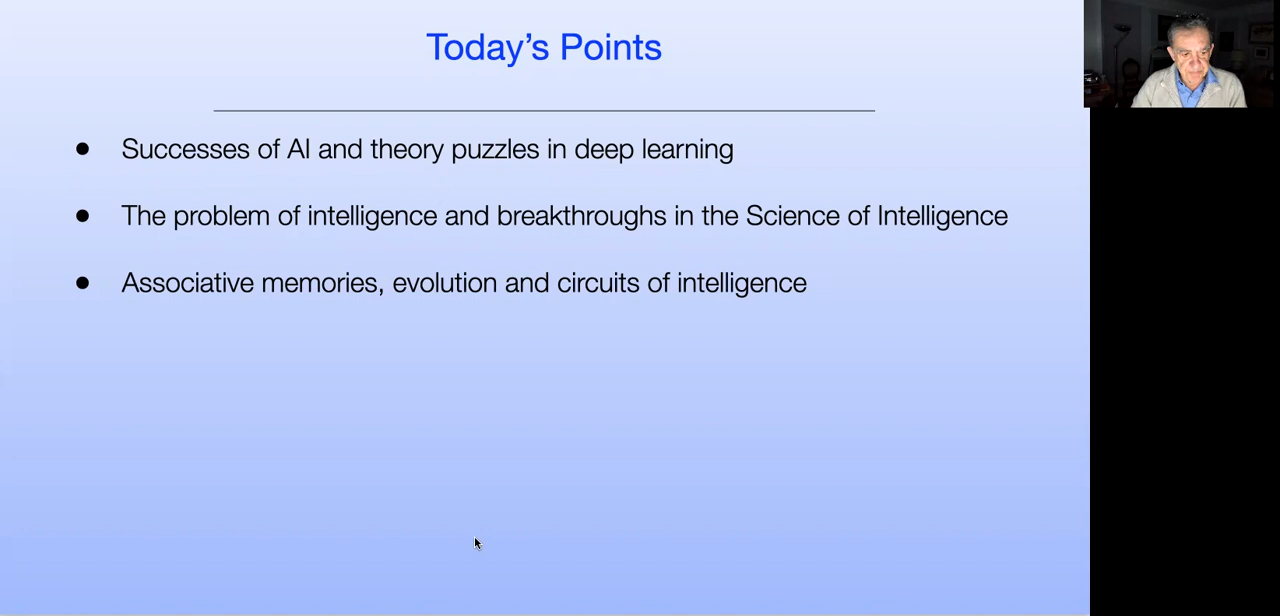 Today’s Points
● Successes of AI and theory puzzles in deep learning
● The problem of intelligence and breakthroughs in the Science of Intelligence
● Associative memories, evolution and circuits of intelligence